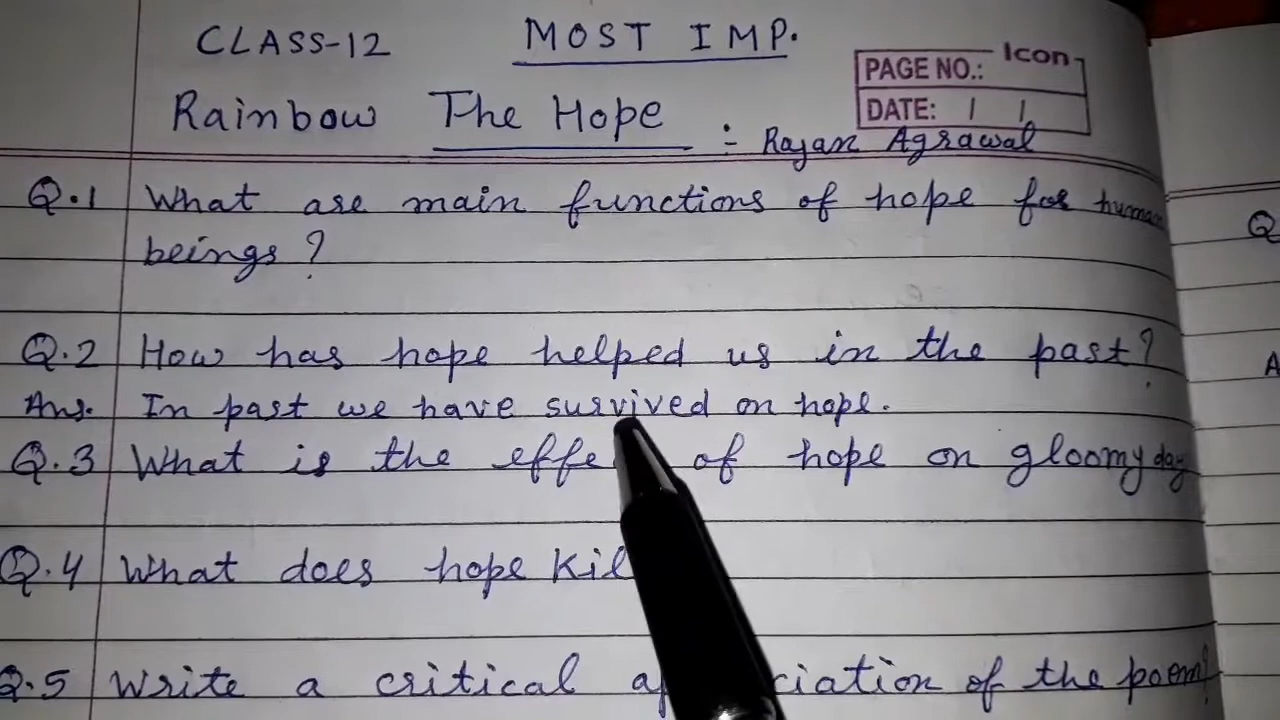 CLASS-12 MOST IMP.
Icon
PAGE NO.:
DATE: / /
Rainbow The Hope :- Rajan Agrawal
Q.1 What are main functions of hope for human
beings?
Q
Q.2 How has hope helped us in the past?
A
Ans. In past we have survived on hope.
Q.3 What is the effe of hope on gloomy day
Q.4 What does hope Kil
Q.5 Write a critical ap ciation of the poem?